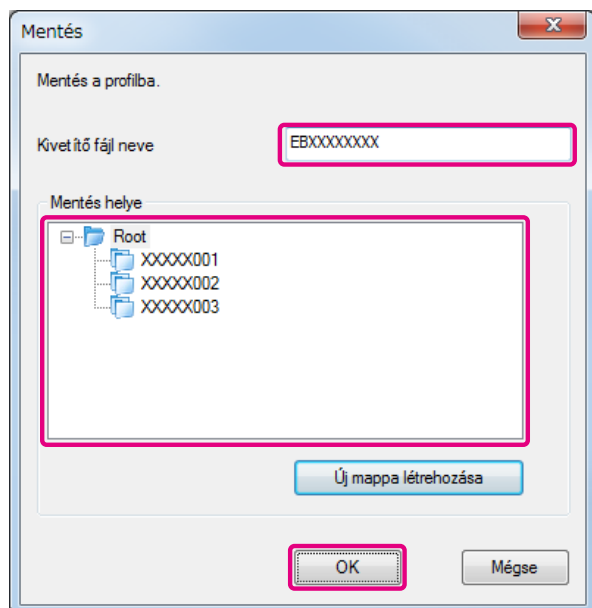 Mentés
Mentés a profilba.
Kivetítő fájl neve EBXXXXXXXX
Mentés helye
Root
XXXXX001
XXXXX002
XXXXX003
Új mappa létrehozása
OK Mégse